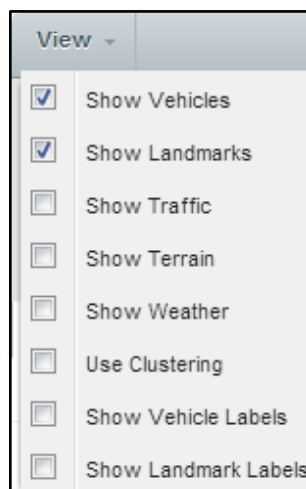 View
Show Vehicles
Show Landmarks
Show Traffic
Show Terrain
Show Weather
Use Clustering
Show Vehicle Labels
Show Landmark Labels